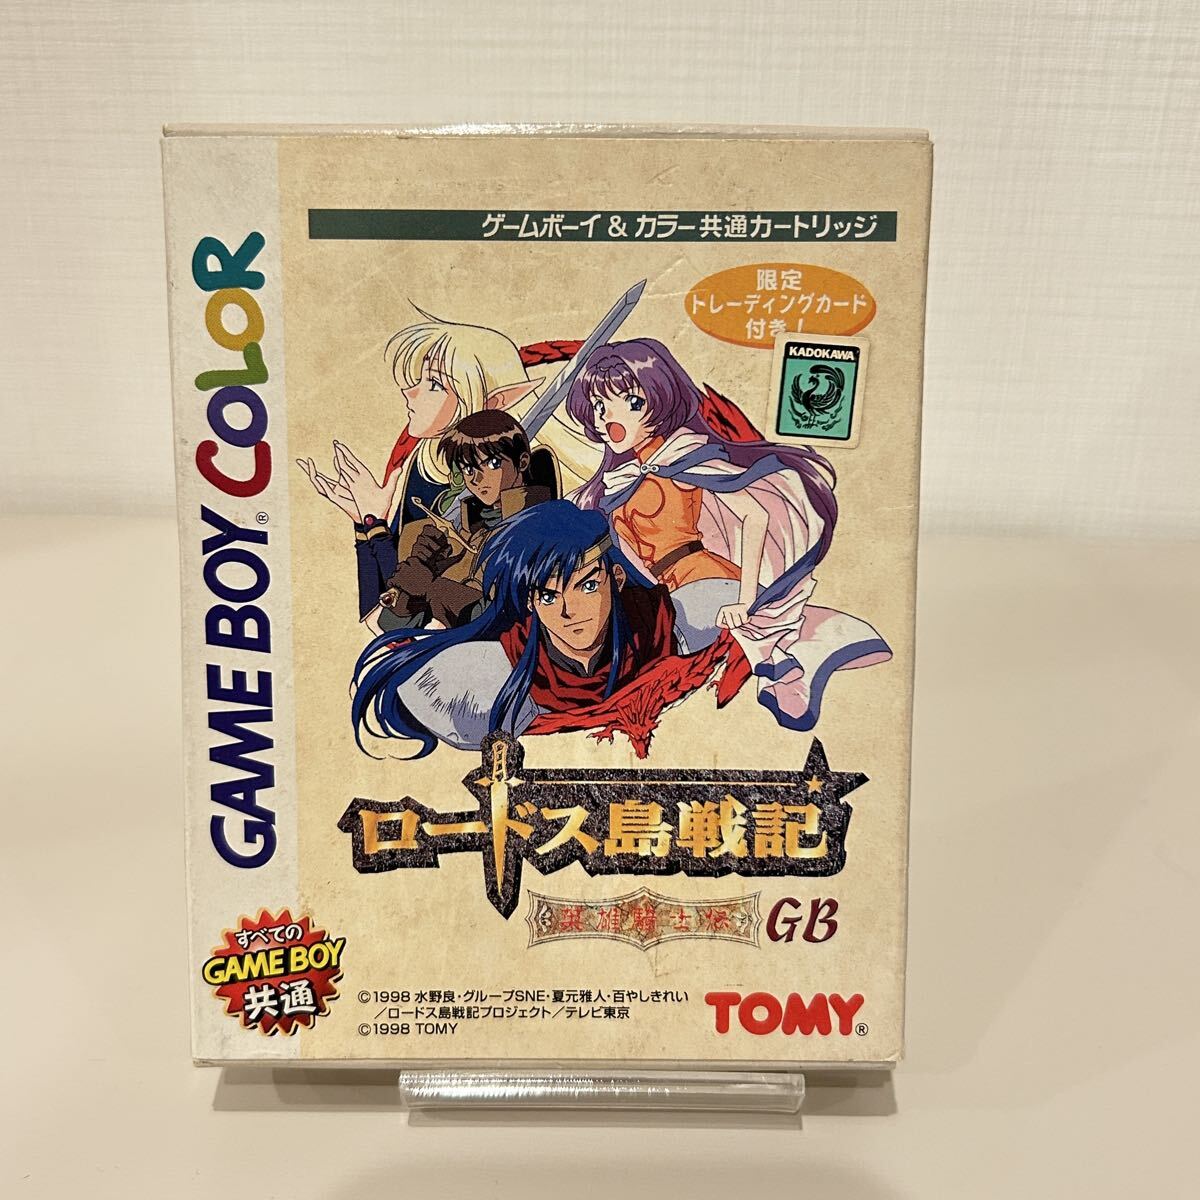 GAME BOY COLOR
®
ゲームボーイ & カラー共通カートリッジ
限定
トレーディングカード
付き！
KADOKAWA
ロードス島戦記
英雄騎士伝 GB
すべての
GAME BOY
共通
©1998 水野良・グループSNE・夏元雅人・百やしきれい
／ロードス島戦記プロジェクト／テレビ東京
©1998 TOMY
TOMY®